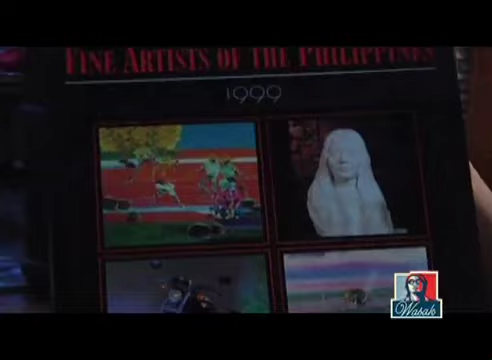 FINE ARTISTS OF THE PHILIPPINES
1999
Wasak